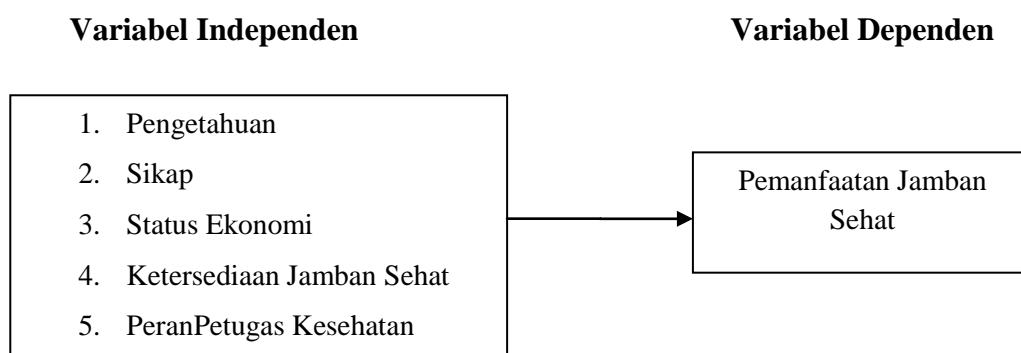 Variabel Independen
Variabel Dependen
1. Pengetahuan
2. Sikap
3. Status Ekonomi
4. Ketersediaan Jamban Sehat
5. PeranPetugas Kesehatan
Pemanfaatan Jamban
Sehat